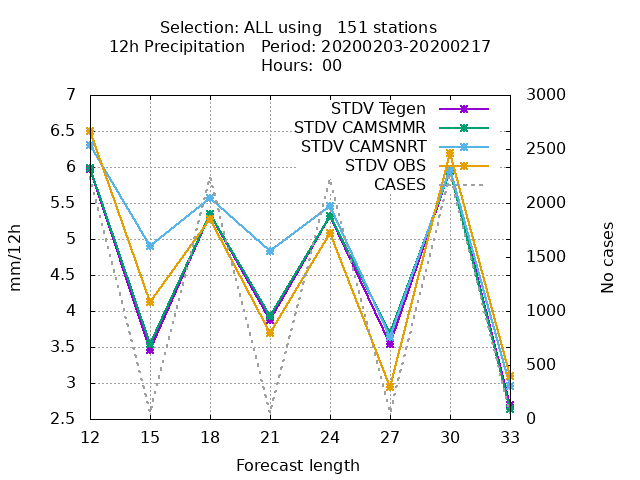 Selection: ALL using   151 stations
12h Precipitation   Period: 20200203-20200217
Hours: 00
7
6.5
6
5.5
5
4.5
4
3.5
3
2.5
mm/12h
STDV Tegen
STDV CAMSMMR
STDV CAMSNRT
STDV OBS
CASES
3000
2500
2000
1500
1000
500
0
No cases
12 15 18 21 24 27 30 33
Forecast length